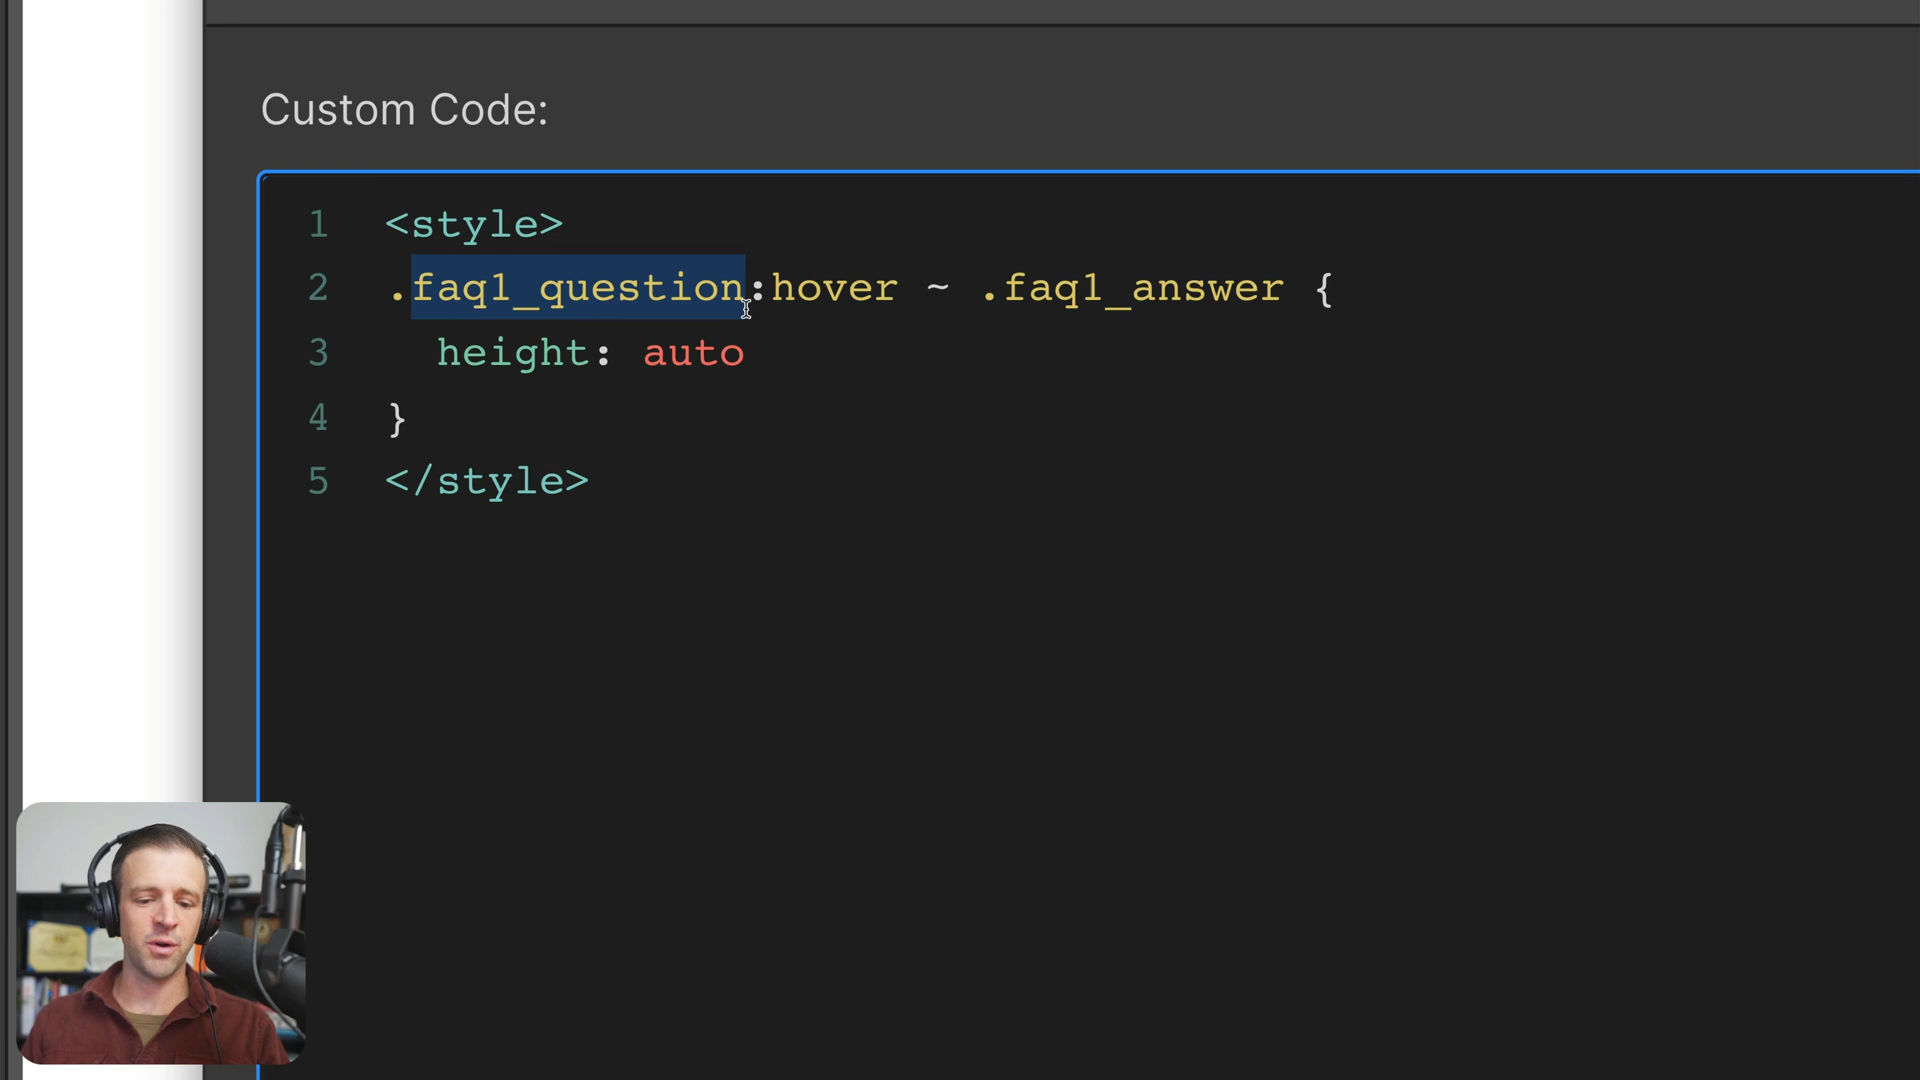 Custom Code:
1 <style>
2 .faq1_question:hover ~ .faq1_answer {
3 height: auto
4 }
5 </style>